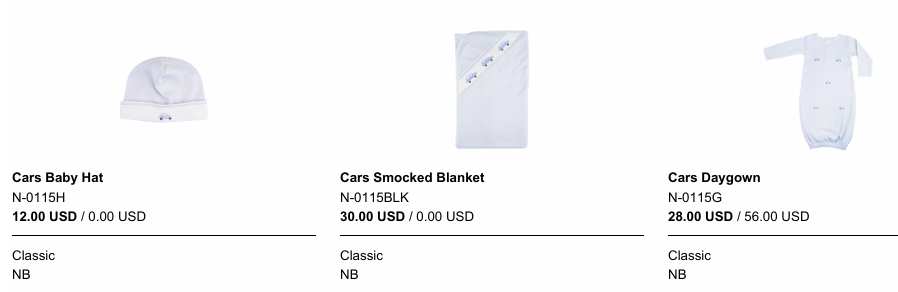 Cars Baby Hat
N-0115H
12.00 USD / 0.00 USD
Classic
NB
Cars Smocked Blanket
N-0115BLK
30.00 USD / 0.00 USD
Classic
NB
Cars Daygown
N-0115G
28.00 USD / 56.00 USD
Classic
NB